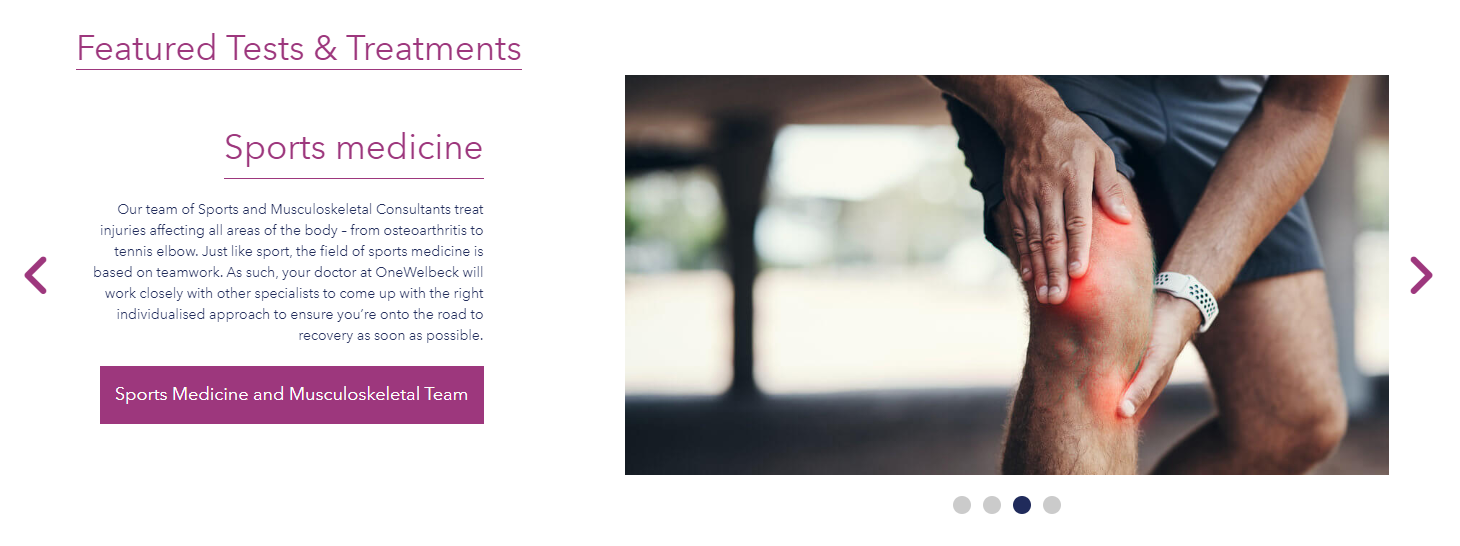 Featured Tests & Treatments
Sports medicine
Our team of Sports and Musculoskeletal Consultants treat
injuries affecting all areas of the body – from osteoarthritis to
tennis elbow. Just like sport, the field of sports medicine is
based on teamwork. As such, your doctor at OneWelbeck will
work closely with other specialists to come up with the right
individualised approach to ensure you’re onto the road to
recovery as soon as possible.
Sports Medicine and Musculoskeletal Team